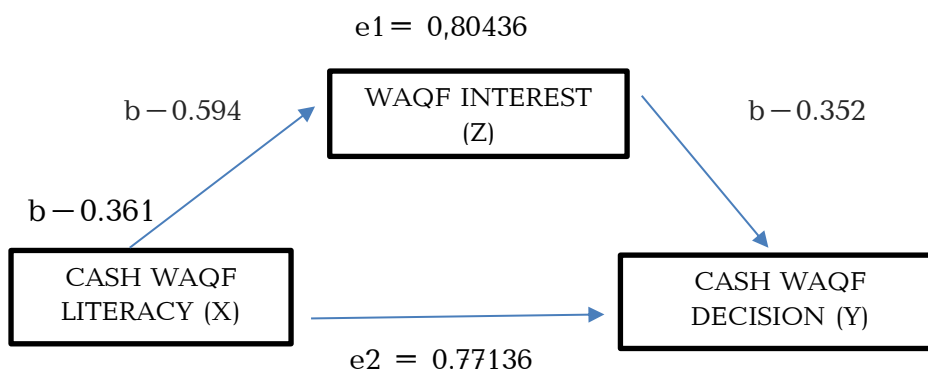 e1 = 0,80436
WAQF INTEREST
(Z)
b−0.594
b−0.352
b−0.361
CASH WAQF
LITERACY (X)
CASH WAQF
DECISION (Y)
e2 = 0.77136